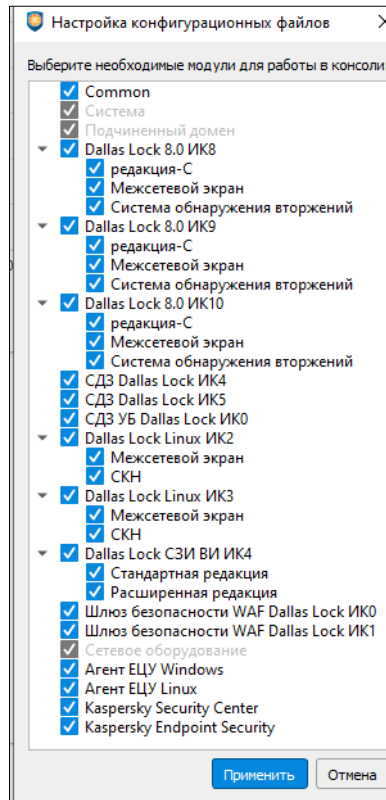 Настройка конфигурационных файлов
Выберите необходимые модули для работы в консоли
Common
Система
Подчиненный домен
Dallas Lock 8.0 ИК8
редакция-С
Межсетевой экран
Система обнаружения вторжений
Dallas Lock 8.0 ИК9
редакция-С
Межсетевой экран
Система обнаружения вторжений
Dallas Lock 8.0 ИК10
редакция-С
Межсетевой экран
Система обнаружения вторжений
СДЗ Dallas Lock ИК4
СДЗ Dallas Lock ИК5
СДЗ УБ Dallas Lock ИК0
Dallas Lock Linux ИК2
Межсетевой экран
СКН
Dallas Lock Linux ИК3
Межсетевой экран
СКН
Dallas Lock СЗИ ВИ ИК4
Стандартная редакция
Расширенная редакция
Шлюз безопасности WAF Dallas Lock ИК0
Шлюз безопасности WAF Dallas Lock ИК1
Сетевое оборудование
Агент ЕЦУ Windows
Агент ЕЦУ Linux
Kaspersky Security Center
Kaspersky Endpoint Security
Применить Отмена